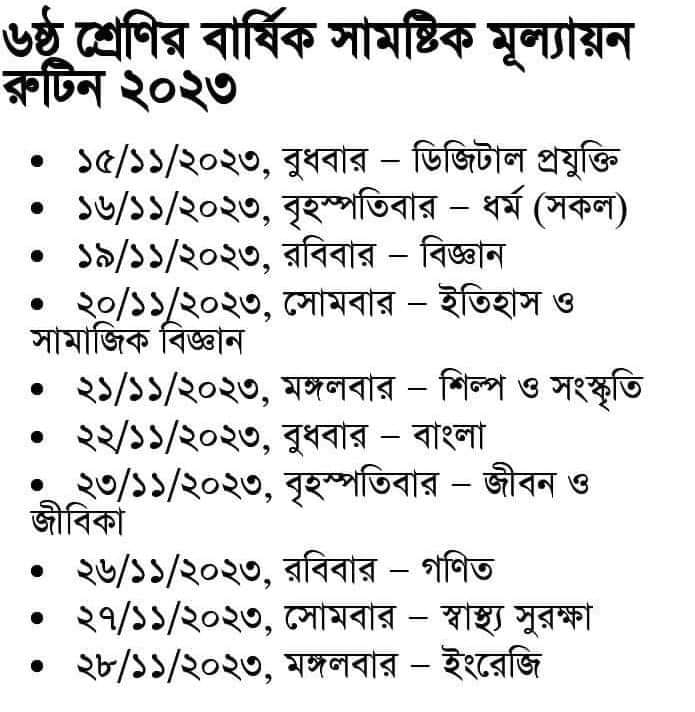 ৬ষ্ঠ শ্রেণির বার্ষিক সামষ্টিক মূল্যায়ন
রুটিন ২০২৩
• ১৫/১১/২০২৩, বুধবার – ডিজিটাল প্রযুক্তি
• ১৬/১১/২০২৩, বৃহস্পতিবার – ধর্ম (সকল)
• ১৯/১১/২০২৩, রবিবার – বিজ্ঞান
• ২০/১১/২০২৩, সোমবার – ইতিহাস ও
সামাজিক বিজ্ঞান
• ২১/১১/২০২৩, মঙ্গলবার – শিল্প ও সংস্কৃতি
• ২২/১১/২০২৩, বুধবার – বাংলা
• ২৩/১১/২০২৩, বৃহস্পতিবার – জীবন ও
জীবিকা
• ২৬/১১/২০২৩, রবিবার – গণিত
• ২৭/১১/২০২৩, সোমবার – স্বাস্থ্য সুরক্ষা
• ২৮/১১/২০২৩, মঙ্গলবার – ইংরেজি